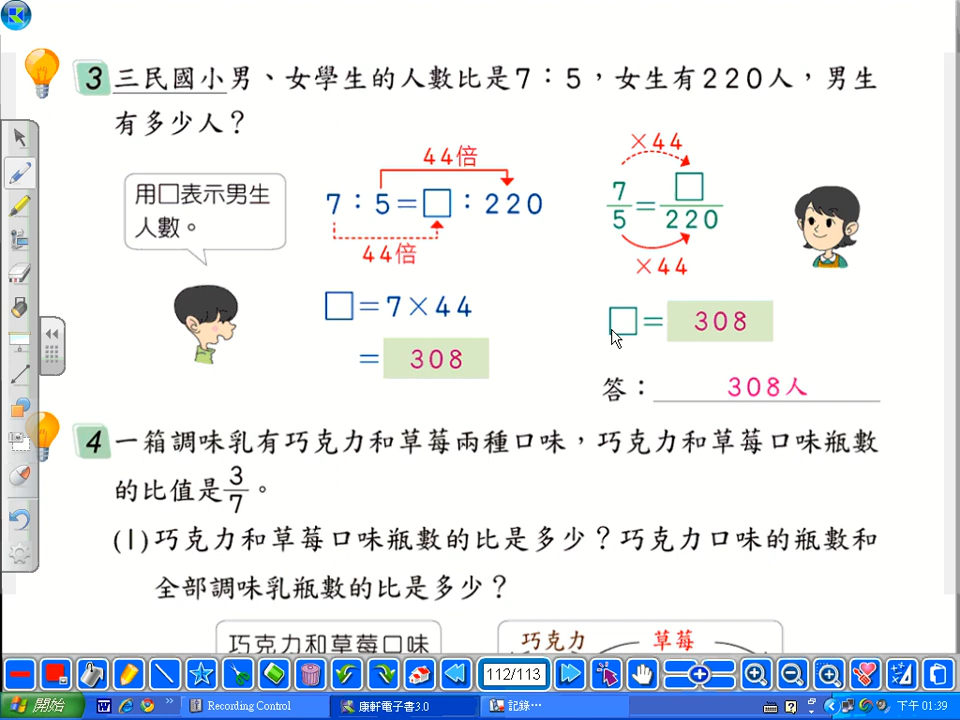 3 三民國小男、女學生的人數比是7：5，女生有220人，男生
有多少人？
用□表示男生
人數。
44倍
7：5＝□：220
44倍
□＝7×44
＝ 308
×44
7/5＝□/220
×44
□＝ 308
答： 308人
4 一箱調味乳有巧克力和草莓兩種口味，巧克力和草莓口味瓶數
的比值是3/7。
(1)巧克力和草莓口味瓶數的比是多少？巧克力口味的瓶數和
全部調味乳瓶數的比是多少？
巧克力和草莓口味
巧克力 草莓
112/113
開始
Recording Control
康軒電子書3.0
記錄…
下午 01:39